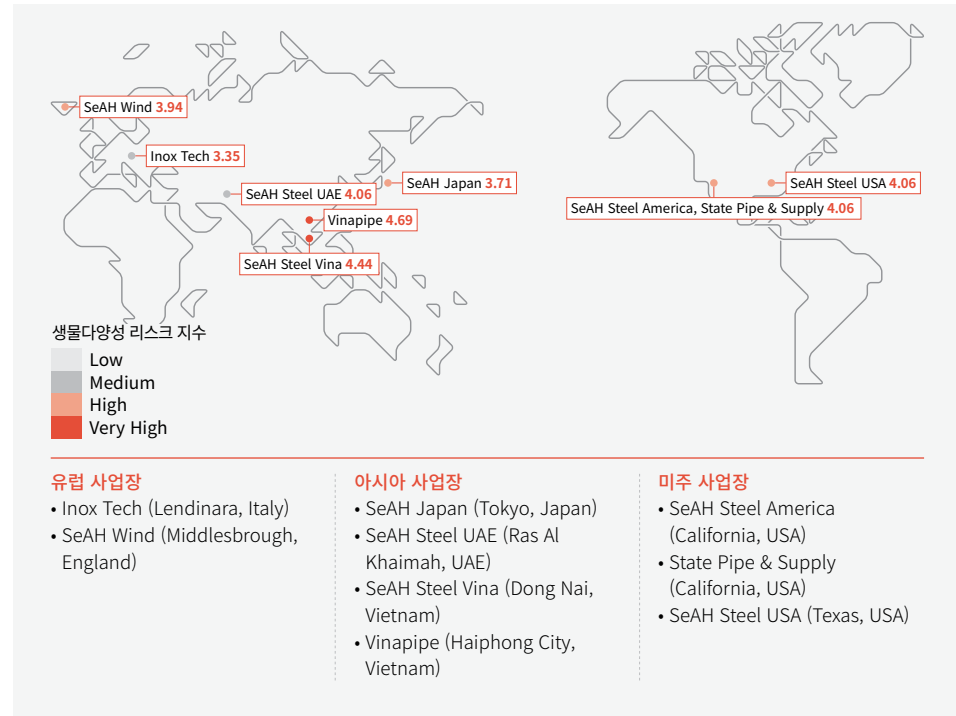 SeAH Wind 3.94
Inox Tech 3.35
SeAH Steel UAE 4.06
SeAH Japan 3.71
Vinapipe 4.69
SeAH Steel Vina 4.44
SeAH Steel USA 4.06
SeAH Steel America, State Pipe & Supply 4.06
생물다양성 리스크 지수
Low
Medium
High
Very High
유럽 사업장
• Inox Tech (Lendinara, Italy)
• SeAH Wind (Middlesbrough,
England)
아시아 사업장
• SeAH Japan (Tokyo, Japan)
• SeAH Steel UAE (Ras Al
Khaimah, UAE)
• SeAH Steel Vina (Dong Nai,
Vietnam)
• Vinapipe (Haiphong City,
Vietnam)
미주 사업장
• SeAH Steel America
(California, USA)
• State Pipe & Supply
(California, USA)
• SeAH Steel USA (Texas, USA)